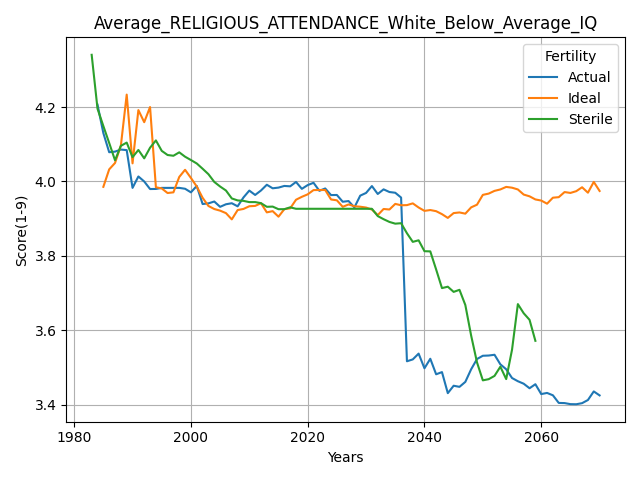 Average_RELIGIOUS_ATTENDANCE_White_Below_Average_IQ
Fertility
Actual
Ideal
Sterile
Score(1-9)
4.2
4.0
3.8
3.6
3.4
1980
2000
2020
2040
2060
Years